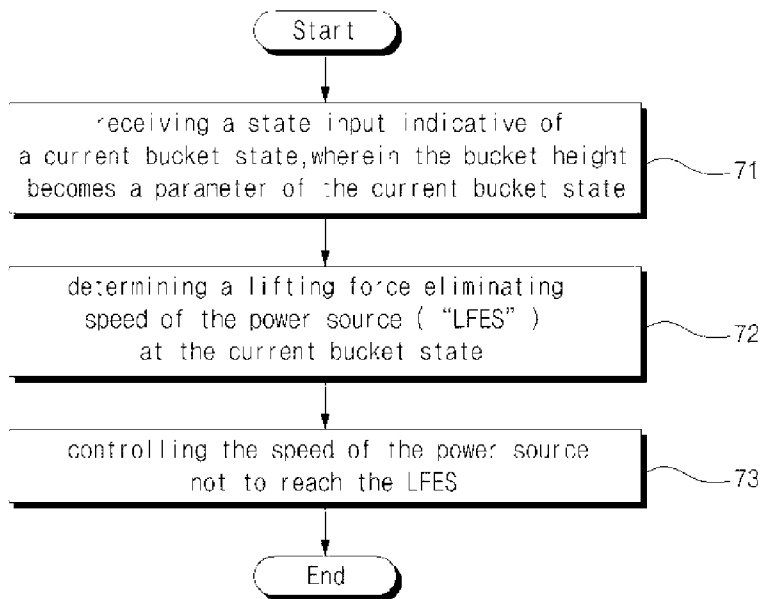 Start
receiving a state input indicative of
a current bucket state, wherein the bucket height
becomes a parameter of the current bucket state
71
determining a lifting force eliminating
speed of the power source ( “LFES” )
at the current bucket state
72
controlling the speed of the power source
not to reach the LFES
73
End